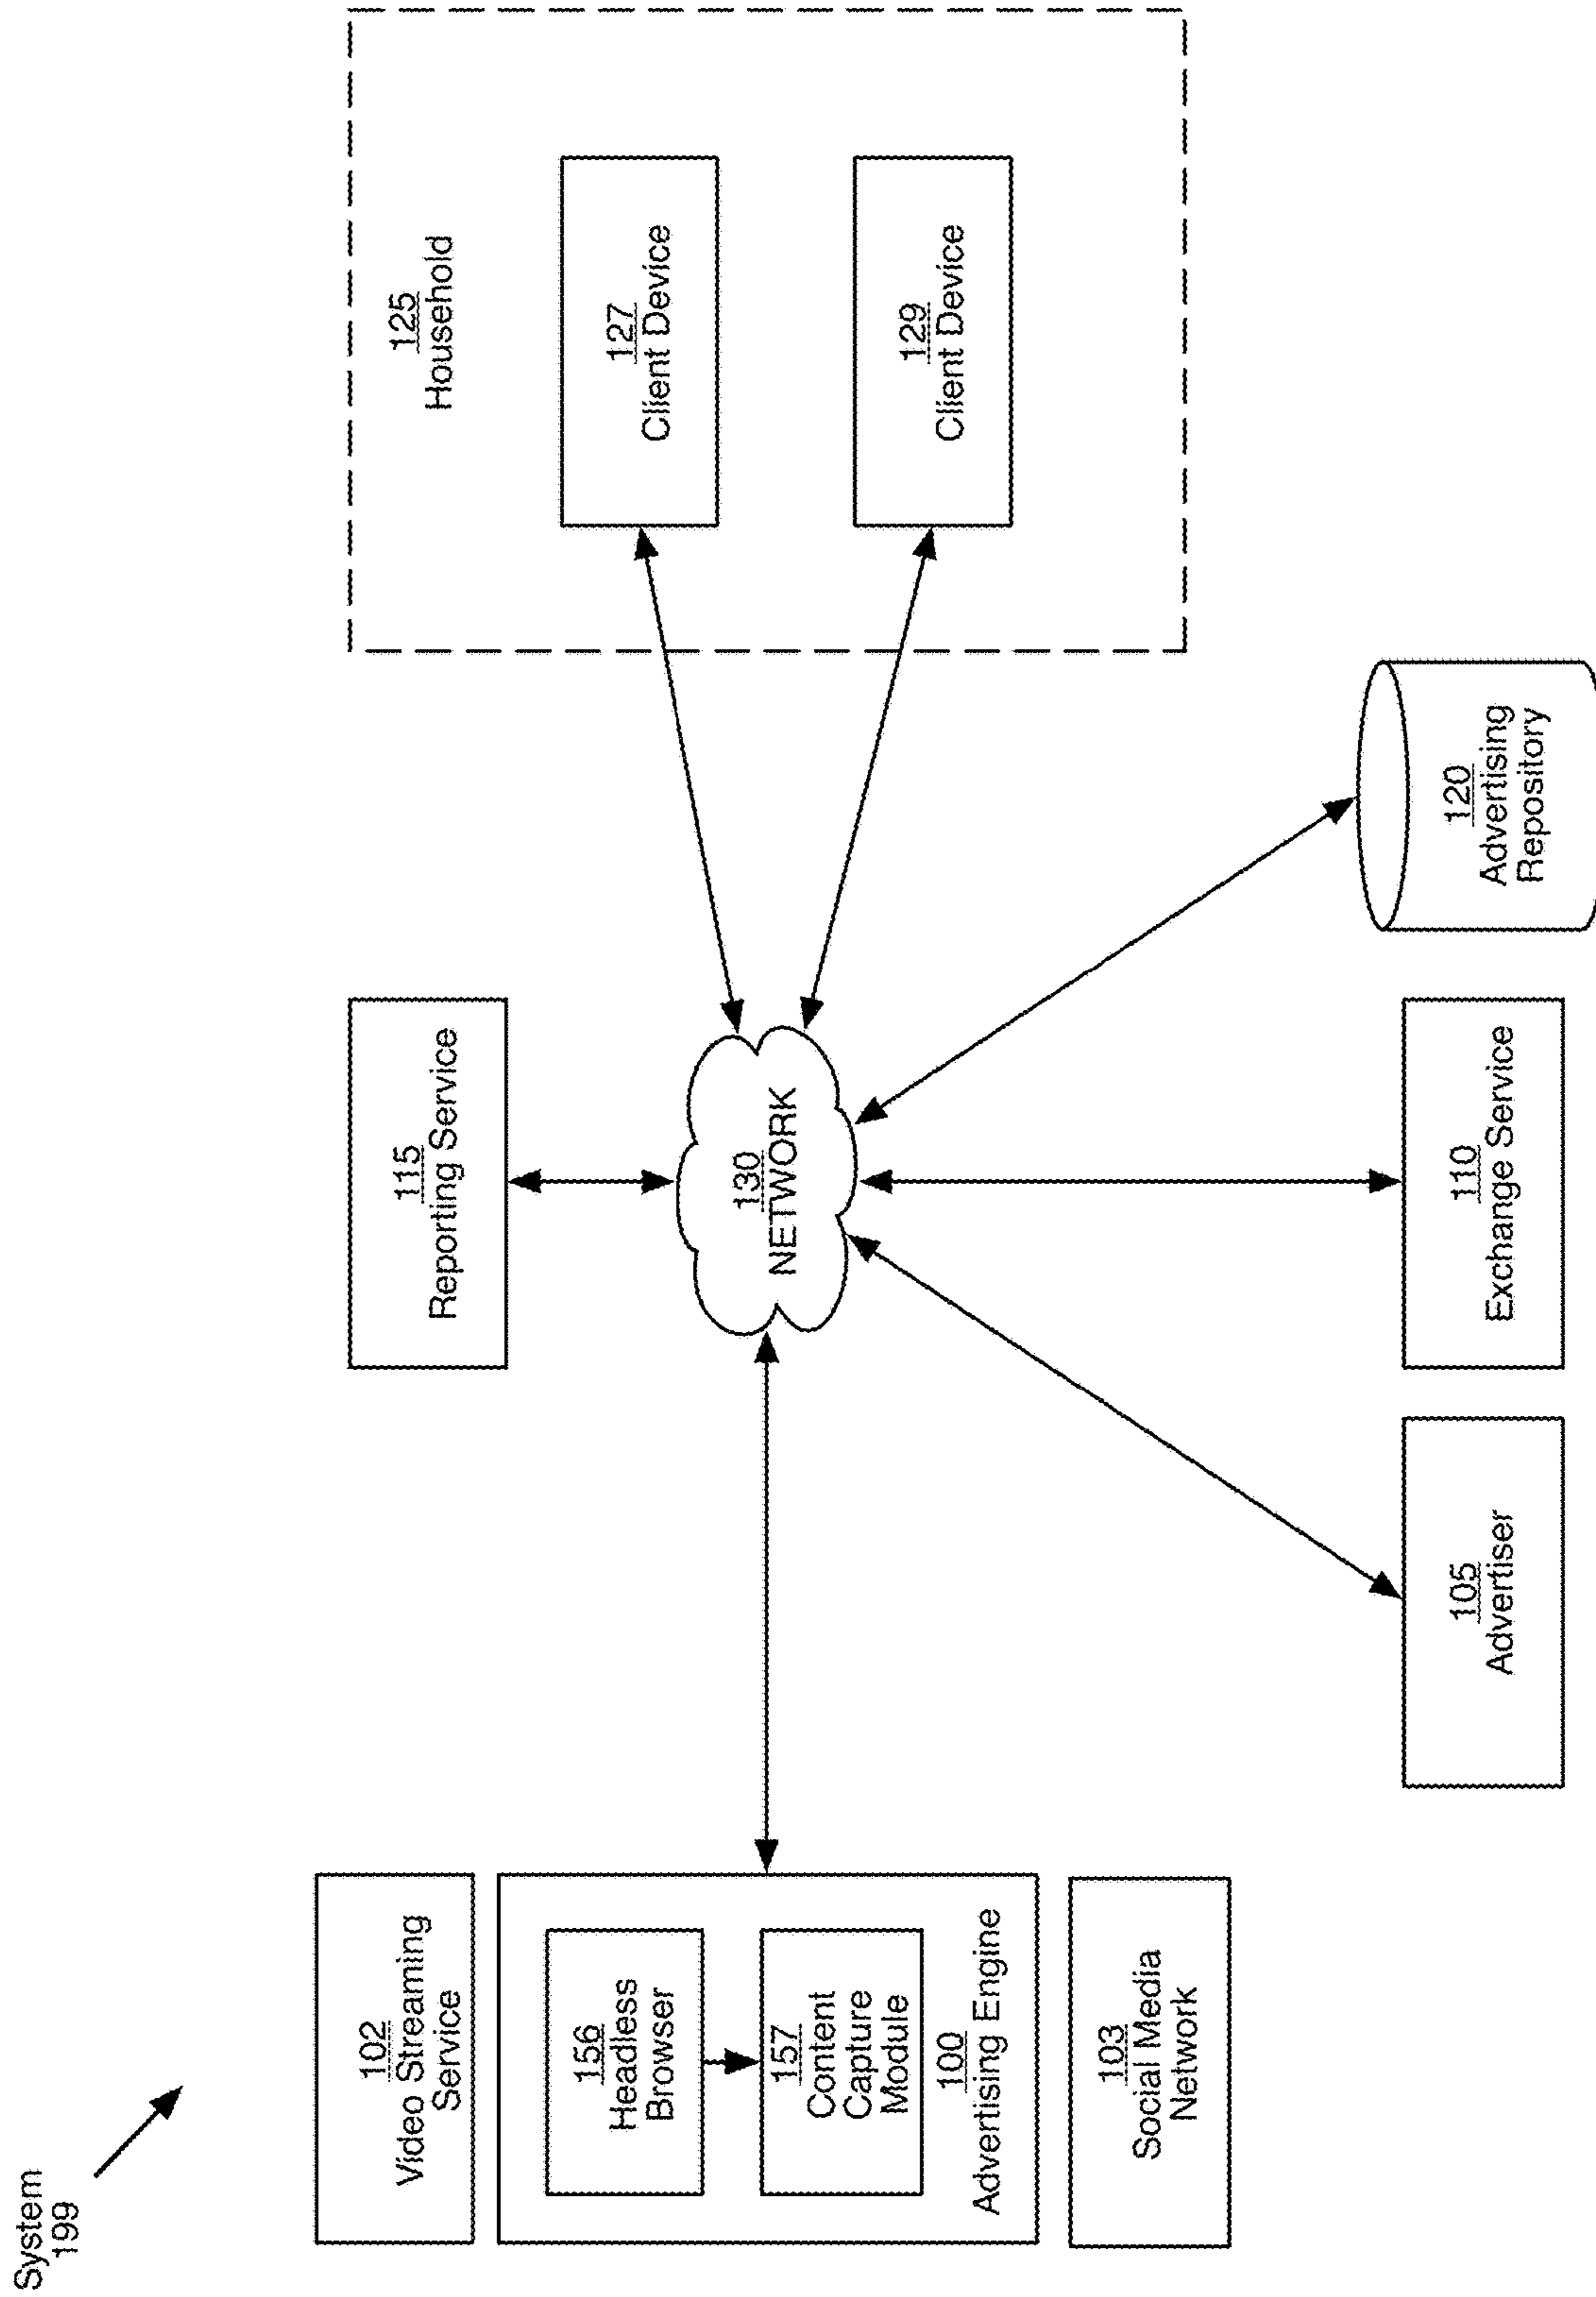 System
199
102
Video Streaming
Service
156
Headless
Browser
157
Content
Capture
Module
100
Advertising Engine
103
Social Media
Network
115
Reporting Service
130
NETWORK
105
Advertiser
110
Exchange Service
120
Advertising
Repository
125
Household
127
Client Device
129
Client Device